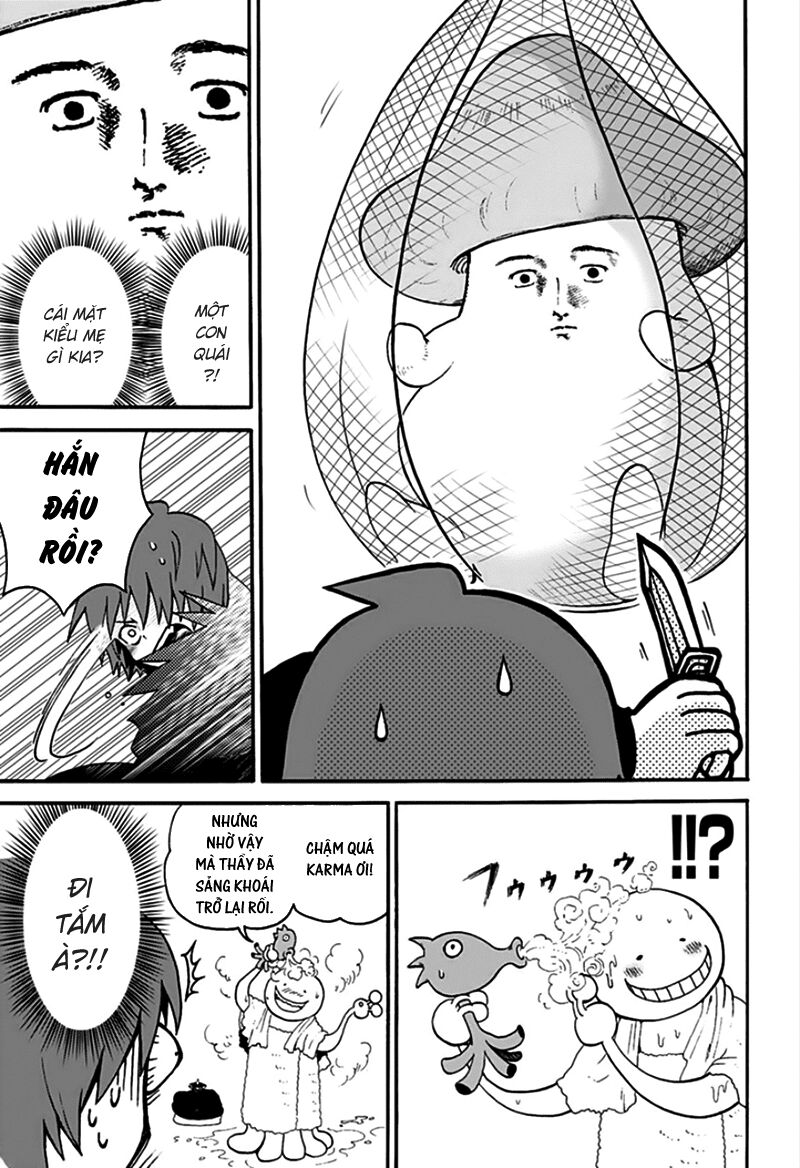 MỘT
CON
QUÁI
?!
CÁI MẶT
KIỂU MẸ
GÌ KIA?
HẮN
ĐÂU
RỒI?
!!?
フゥゥゥゥ
CHẬM QUÁ
KARMA ƠI!
NHƯNG
NHỜ VẬY
MÀ THẦY ĐÃ
SẢNG KHOÁI
TRỞ LẠI RỒI.
ĐI
TẮM
À?!!